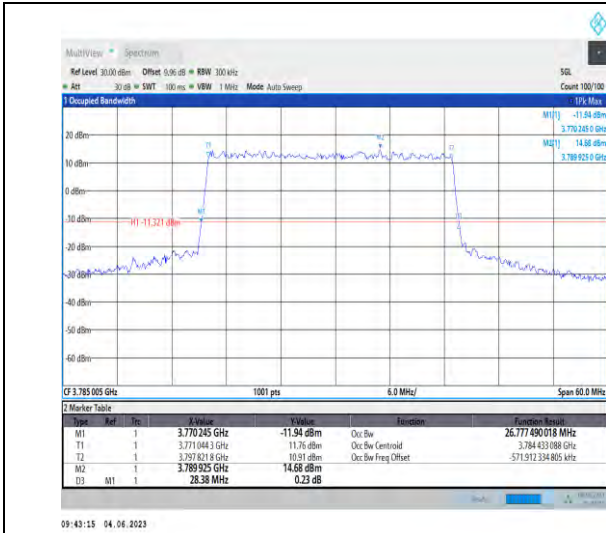 MultiView Spectrum
Ref Level 30.00 dBm Offset 9.96 dB RBW 300 kHz SGL
Att 30 dB SWT 100 ms VBW 1 MHz Mode Auto Sweep Count 100/100
1 Occupied Bandwidth 1Pk Max
M1[1] -11.94 dBm
3.770 245 0 GHz
M2[1] 14.68 dBm
3.789 925 0 GHz
20 dBm
T1
M2
T2
10 dBm
0 dBm
M1
-10 dBm
H1 -11.321 dBm
-20 dBm
-30 dBm
-40 dBm
-50 dBm
-60 dBm
CF 3.785 005 GHz 1001 pts 6.0 MHz/ Span 60.0 MHz
2 Marker Table
Type Ref Trc X-Value Y-Value Function Function Result
M1 1 3.770245 GHz -11.94 dBm Occ Bw 26.777 490 018 MHz
T1 1 3.771 044 3 GHz 11.76 dBm Occ Bw Centroid 3.784 433 088 GHz
T2 1 3.797 821 8 GHz 10.91 dBm Occ Bw Freq Offset -571.912 334 805 kHz
M2 1 3.789925 GHz 14.68 dBm
D3 M1 1 28.38 MHz 0.23 dB
09:43:15 04.06.2023